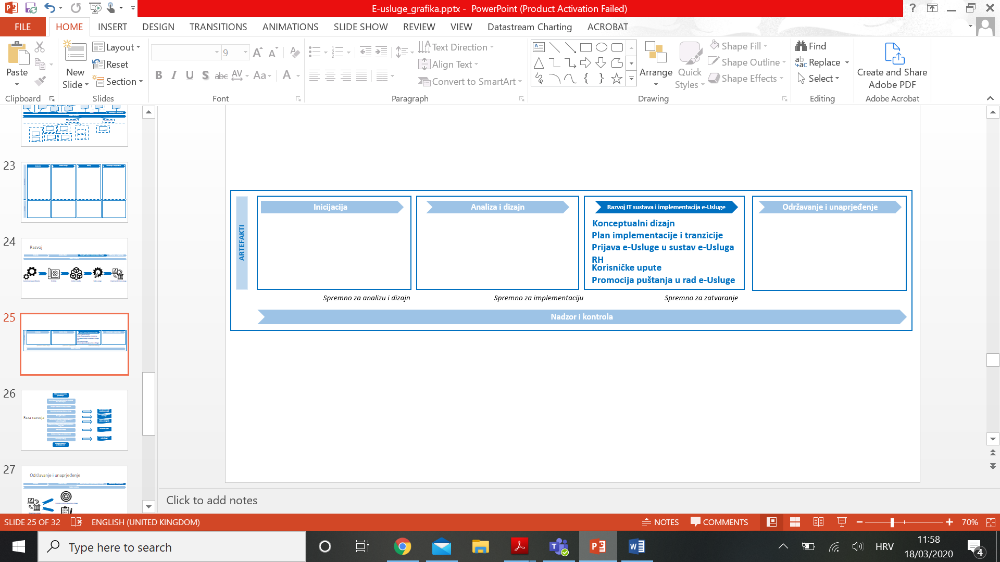 E-usluge_grafika.pptx - PowerPoint (Product Activation Failed)
FILE HOME INSERT DESIGN TRANSITIONS ANIMATIONS SLIDE SHOW REVIEW VIEW Datastream Charting ACROBAT
Paste
Clipboard
New Slide
Layout
Reset
Section
Slides
9
B I U S abc AV Aa A
Font
Text Direction
Align Text
Convert to SmartArt
Paragraph
Arrange
Quick Styles
Shape Fill
Shape Outline
Shape Effects
Drawing
Find
Replace
Select
Editing
Create and Share
Adobe PDF
Adobe Acrobat
23
24
Razvoj
25
26
Faza razvoja
27
Održavanje i unaprjeđenje
ARTEFAKTI
Inicijacija
Analiza i dizajn
Razvoj IT sustava i implementacija e-Usluge
Održavanje i unaprjeđenje
Konceptualni dizajn
Plan implementacije i tranzicije
Prijava e-Usluge u sustav e-Usluga
RH
Korisničke upute
Promocija puštanja u rad e-Usluge
Spremno za analizu i dizajn
Spremno za implementaciju
Spremno za zatvaranje
Nadzor i kontrola
Click to add notes
SLIDE 25 OF 32 ENGLISH (UNITED KINGDOM) NOTES COMMENTS 70%
Type here to search
HRV
11:58
18/03/2020
4